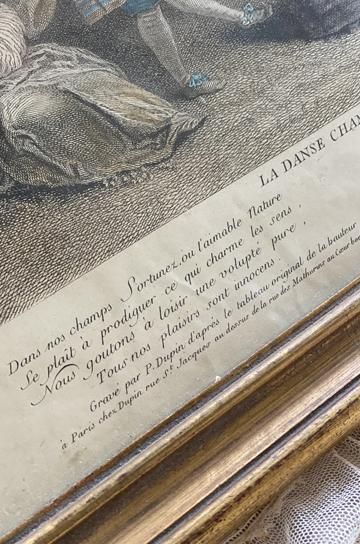 LA DANSE CHAM
Dans nos champs Fortunez, ou l'aimable Nature
Se plait à prodiguer ce qui charme les sens,
Nous goutons à loisir une volupté pure,
Tous nos plaisirs sont innocens.
Gravé par P. Dupin d'après le tableau original de la hauteur
à Paris chez Dupin rue St. Jacques au dessus de la rue des Mathurins au Cœur